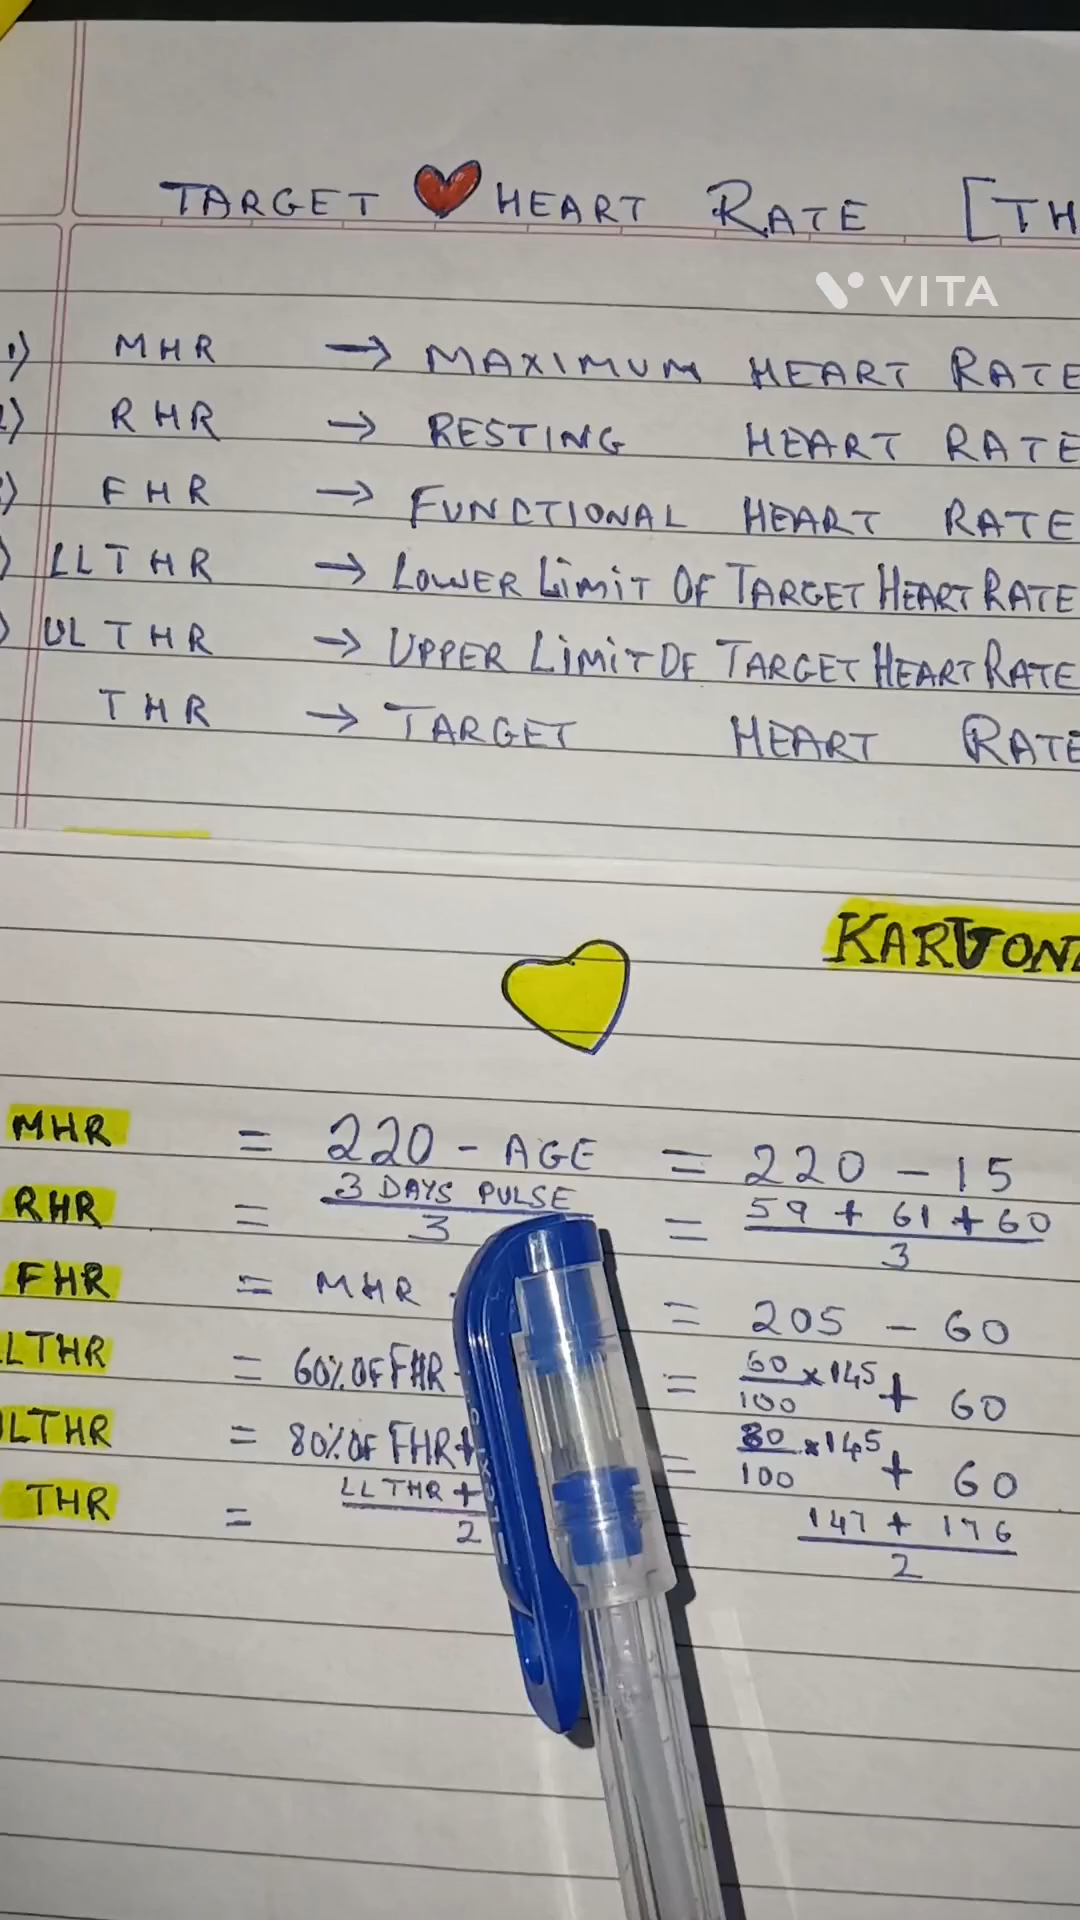 TARGET HEART RATE [TH
VITA
1) MHR → MAXIMUM HEART RATE
2) RHR → RESTING HEART RATE
) FHR → FUNCTIONAL HEART RATE
) LLTHR → LOWER LIMIT OF TARGET HEART RATE
) ULTHR → UPPER LIMIT OF TARGET HEART RATE
THR → TARGET HEART RATE
KARVON
MHR = 220 - AGE = 220 - 15
RHR = 3 DAYS PULSE / 3 = 59 + 61 + 60 / 3
FHR = MHR = 205 - 60
LTHR = 60% OF FHR = 60/100 x 145 + 60
LTHR = 80% OF FHR + = 80/100 x 145 + 60
THR = LLTHR + / 2 = 147 + 176 / 2